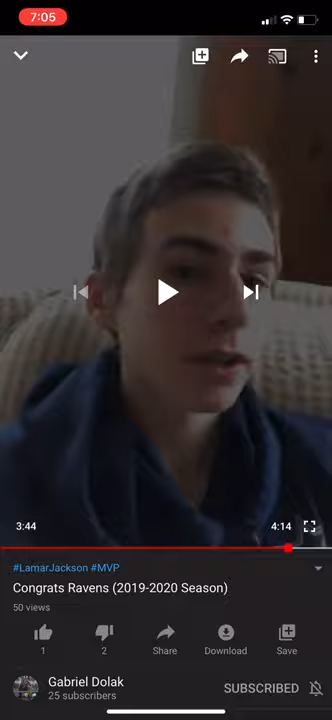 7:05
3:44
4:14
#LamarJackson #MVP
Congrats Ravens (2019-2020 Season)
50 views
1
2
Share
Download
Save
Gabriel Dolak
25 subscribers
SUBSCRIBED